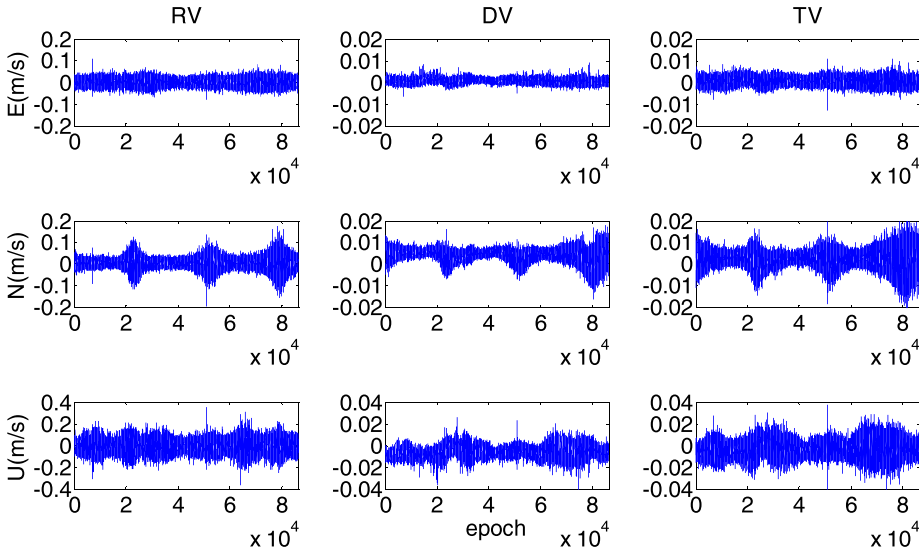 RV DV TV
E(m/s)
0.2 0.1 0 -0.1 -0.2
0.02 0.01 0 -0.01 -0.02
0.02 0.01 0 -0.01 -0.02
0 2 4 6 8
0 2 4 6 8
0 2 4 6 8
x 10^4 x 10^4 x 10^4
N(m/s)
0.2 0.1 0 -0.1 -0.2
0.02 0.01 0 -0.01 -0.02
0.02 0.01 0 -0.01 -0.02
0 2 4 6 8
0 2 4 6 8
0 2 4 6 8
x 10^4 x 10^4 x 10^4
U(m/s)
0.4 0.2 0 -0.2 -0.4
0.04 0.02 0 -0.02 -0.04
0.04 0.02 0 -0.02 -0.04
0 2 4 6 8
0 2 4 6 8
0 2 4 6 8
epoch
x 10^4 x 10^4 x 10^4